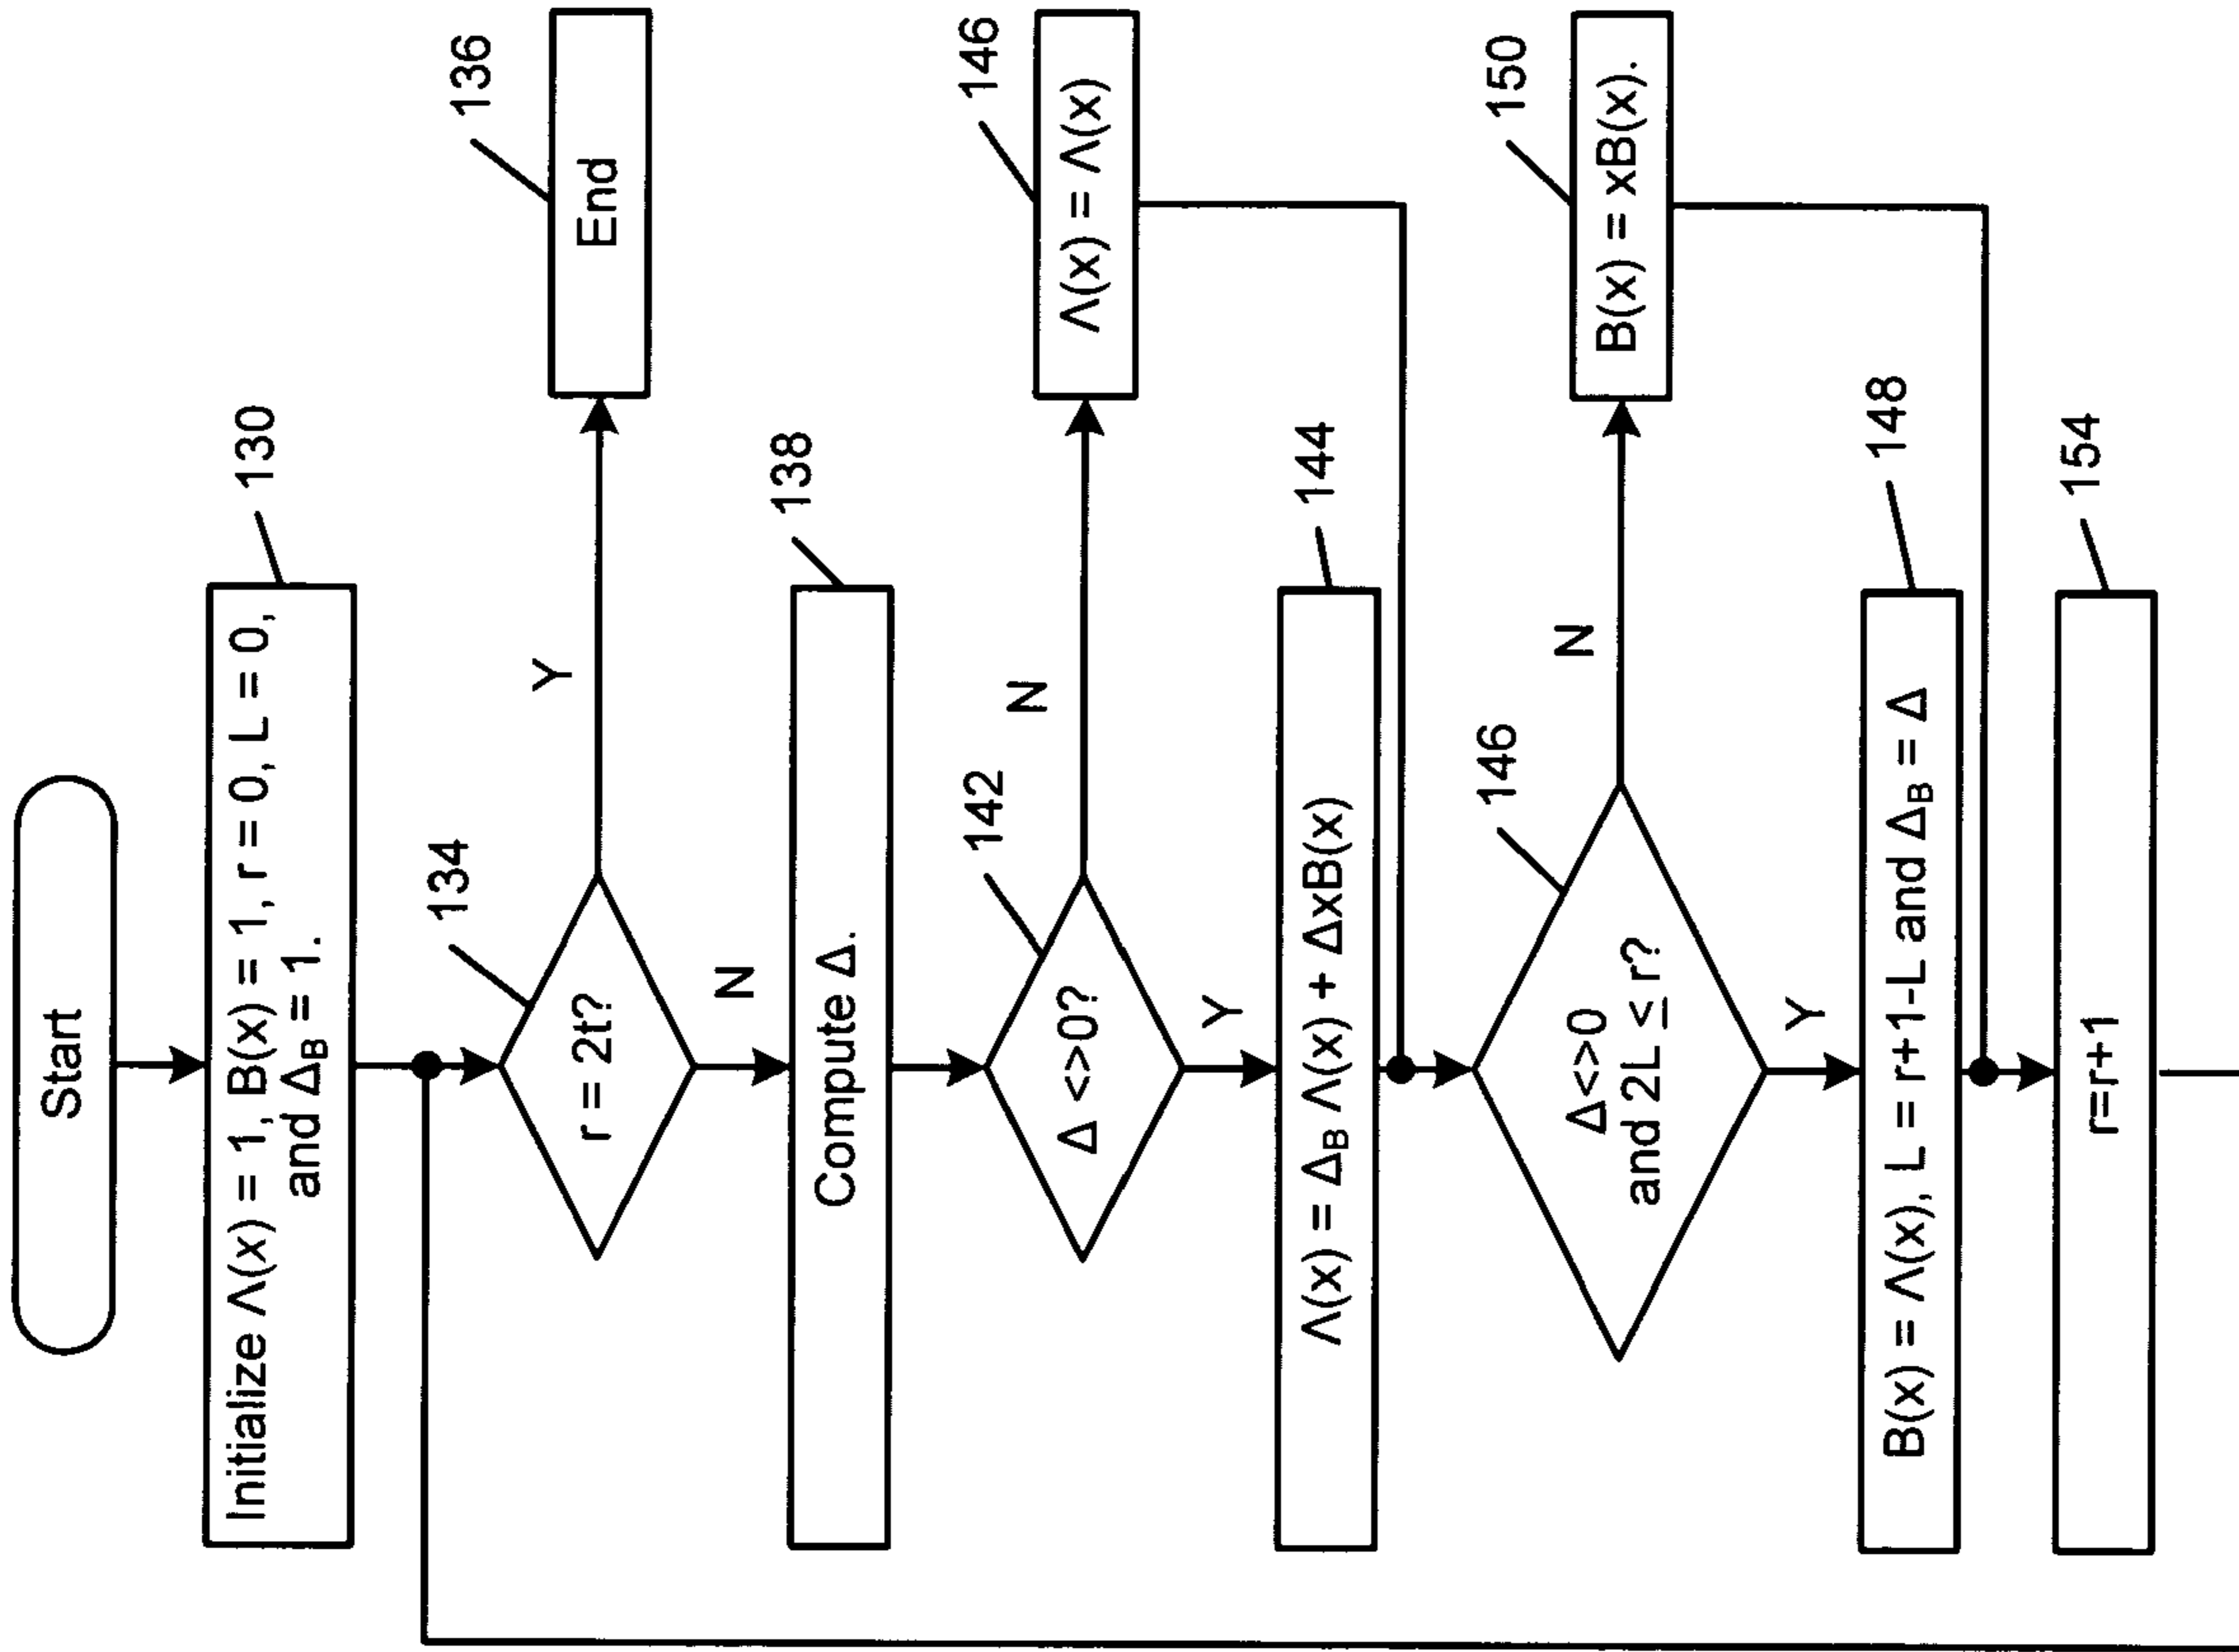 Start
130
Initialize Λ(x) = 1, B(x) = 1, r = 0, L = 0,
and Δ_B = 1.
134
r = 2t?
Y
136
End
N
138
Compute Δ.
142
Δ <>0?
N
146
Λ(x) = Λ(x)
Y
144
Λ(x) = Δ_B Λ(x) + ΔxB(x)
146
Δ<>0
and 2L ≤ r?
N
150
B(x) = xB(x).
Y
148
B(x) = Λ(x), L = r+1-L and Δ_B = Δ
154
r=r+1